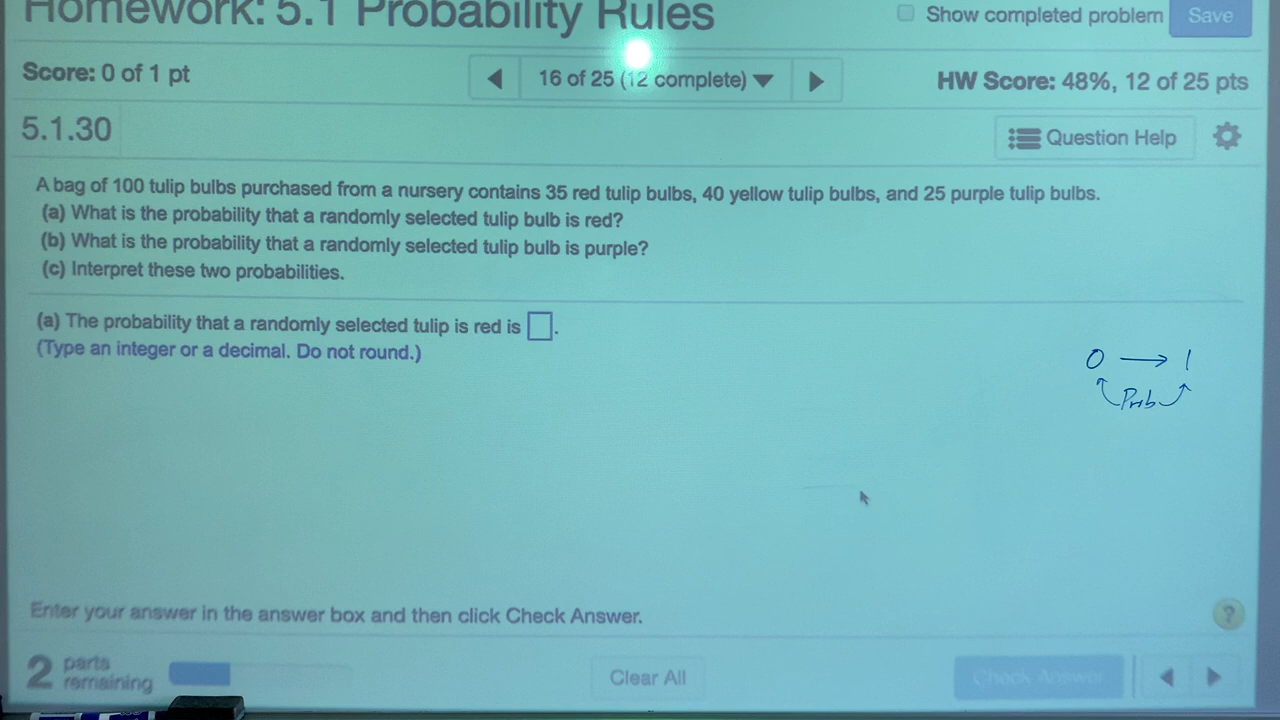 Homework: 5.1 Probability Rules
Show completed problem
Save
Score: 0 of 1 pt
16 of 25 (12 complete)
HW Score: 48%, 12 of 25 pts
5.1.30
Question Help
A bag of 100 tulip bulbs purchased from a nursery contains 35 red tulip bulbs, 40 yellow tulip bulbs, and 25 purple tulip bulbs.
(a) What is the probability that a randomly selected tulip bulb is red?
(b) What is the probability that a randomly selected tulip bulb is purple?
(c) Interpret these two probabilities.
(a) The probability that a randomly selected tulip is red is .
(Type an integer or a decimal. Do not round.)
0 → 1
Prob
Enter your answer in the answer box and then click Check Answer.
?
2 parts remaining
Clear All
Check Answer